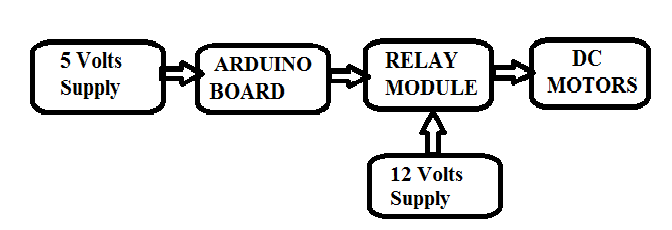 5 Volts
Supply
ARDUINO
BOARD
RELAY
MODULE
DC
MOTORS
12 Volts
Supply